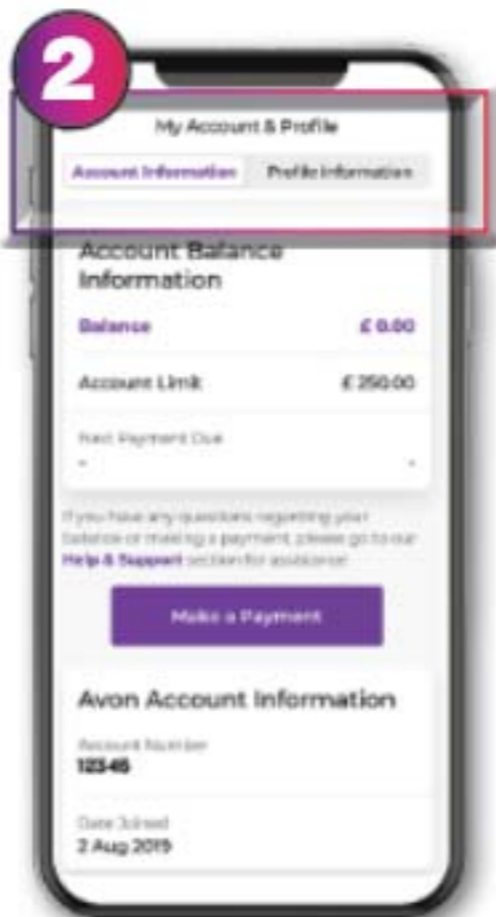 2
My Account & Profile
Account Information Profile Information
Account Balance
Information
Balance £ 0.00
Account Limit £ 250.00
Next Payment Due
- -
If you have any questions regarding your
balance or making a payment, please go to our
Help & Support section for assistance
Make a Payment
Avon Account Information
Account Number
12345
Date Joined
2 Aug 2019